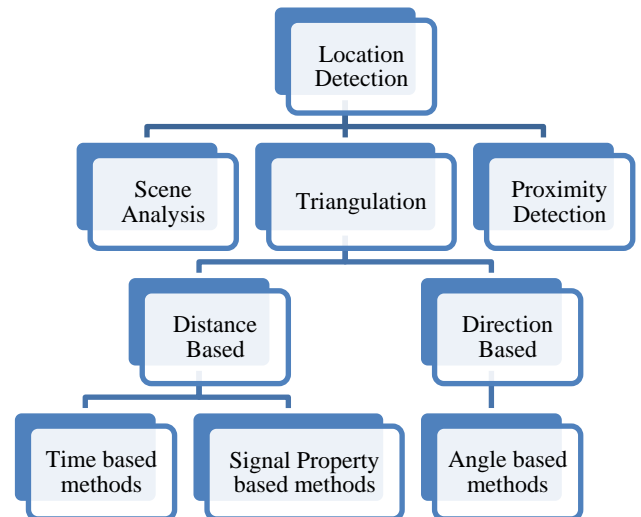 Location
Detection
Scene
Analysis
Triangulation
Proximity
Detection
Distance
Based
Direction
Based
Time based
methods
Signal Property
based methods
Angle based
methods